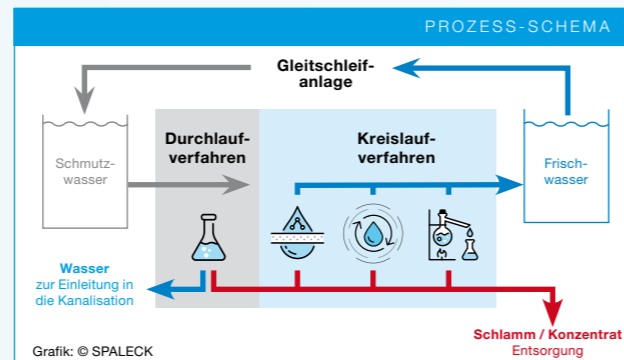 PROZESS-SCHEMA
Gleitschleif-
anlage
Schmutz-
wasser
Durchlauf-
verfahren
Kreislauf-
verfahren
Frisch-
wasser
Wasser
zur Einleitung in
die Kanalisation
Schlamm / Konzentrat
Entsorgung
Grafik: © SPALECK